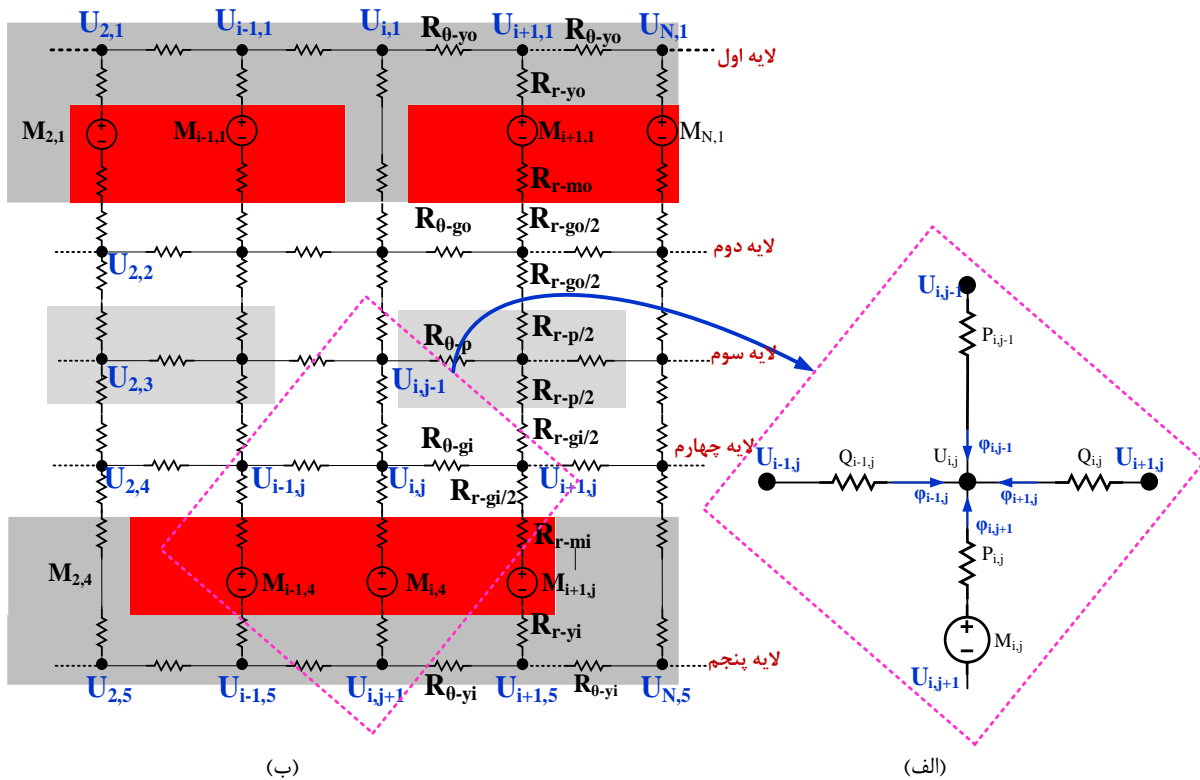 U2,1 Ui-1,1 Ui,1 Rθ-yo Ui+1,1 Rθ-yo UN,1
لایه اول
Rr-yo
M2,1 Mi-1,1 Mi+1,1 MN,1
Rr-mo
Rθ-go Rr-go/2
لایه دوم
U2,2 Rr-go/2
Rθ-p Rr-p/2
لایه سوم
U2,3 Ui,j-1 Rr-p/2
Rθ-gi Rr-gi/2
لایه چهارم
U2,4 Ui-1,j Ui,j Rr-gi/2 Ui+1,j
Rr-mi
M2,4 Mi-1,4 Mi,4 Mi+1,j
Rr-yi
لایه پنجم
U2,5 Ui-1,5 Ui,j+1 Rθ-yi Ui+1,5 Rθ-yi UN,5
(ب)
Ui,j-1
Pi,j-1
φi,j-1
Ui-1,j Qi-1,j Ui,j Qi,j Ui+1,j
φi-1,j φi+1,j
φi,j+1
Pi,j
Mi,j
Ui,j+1
(الف)